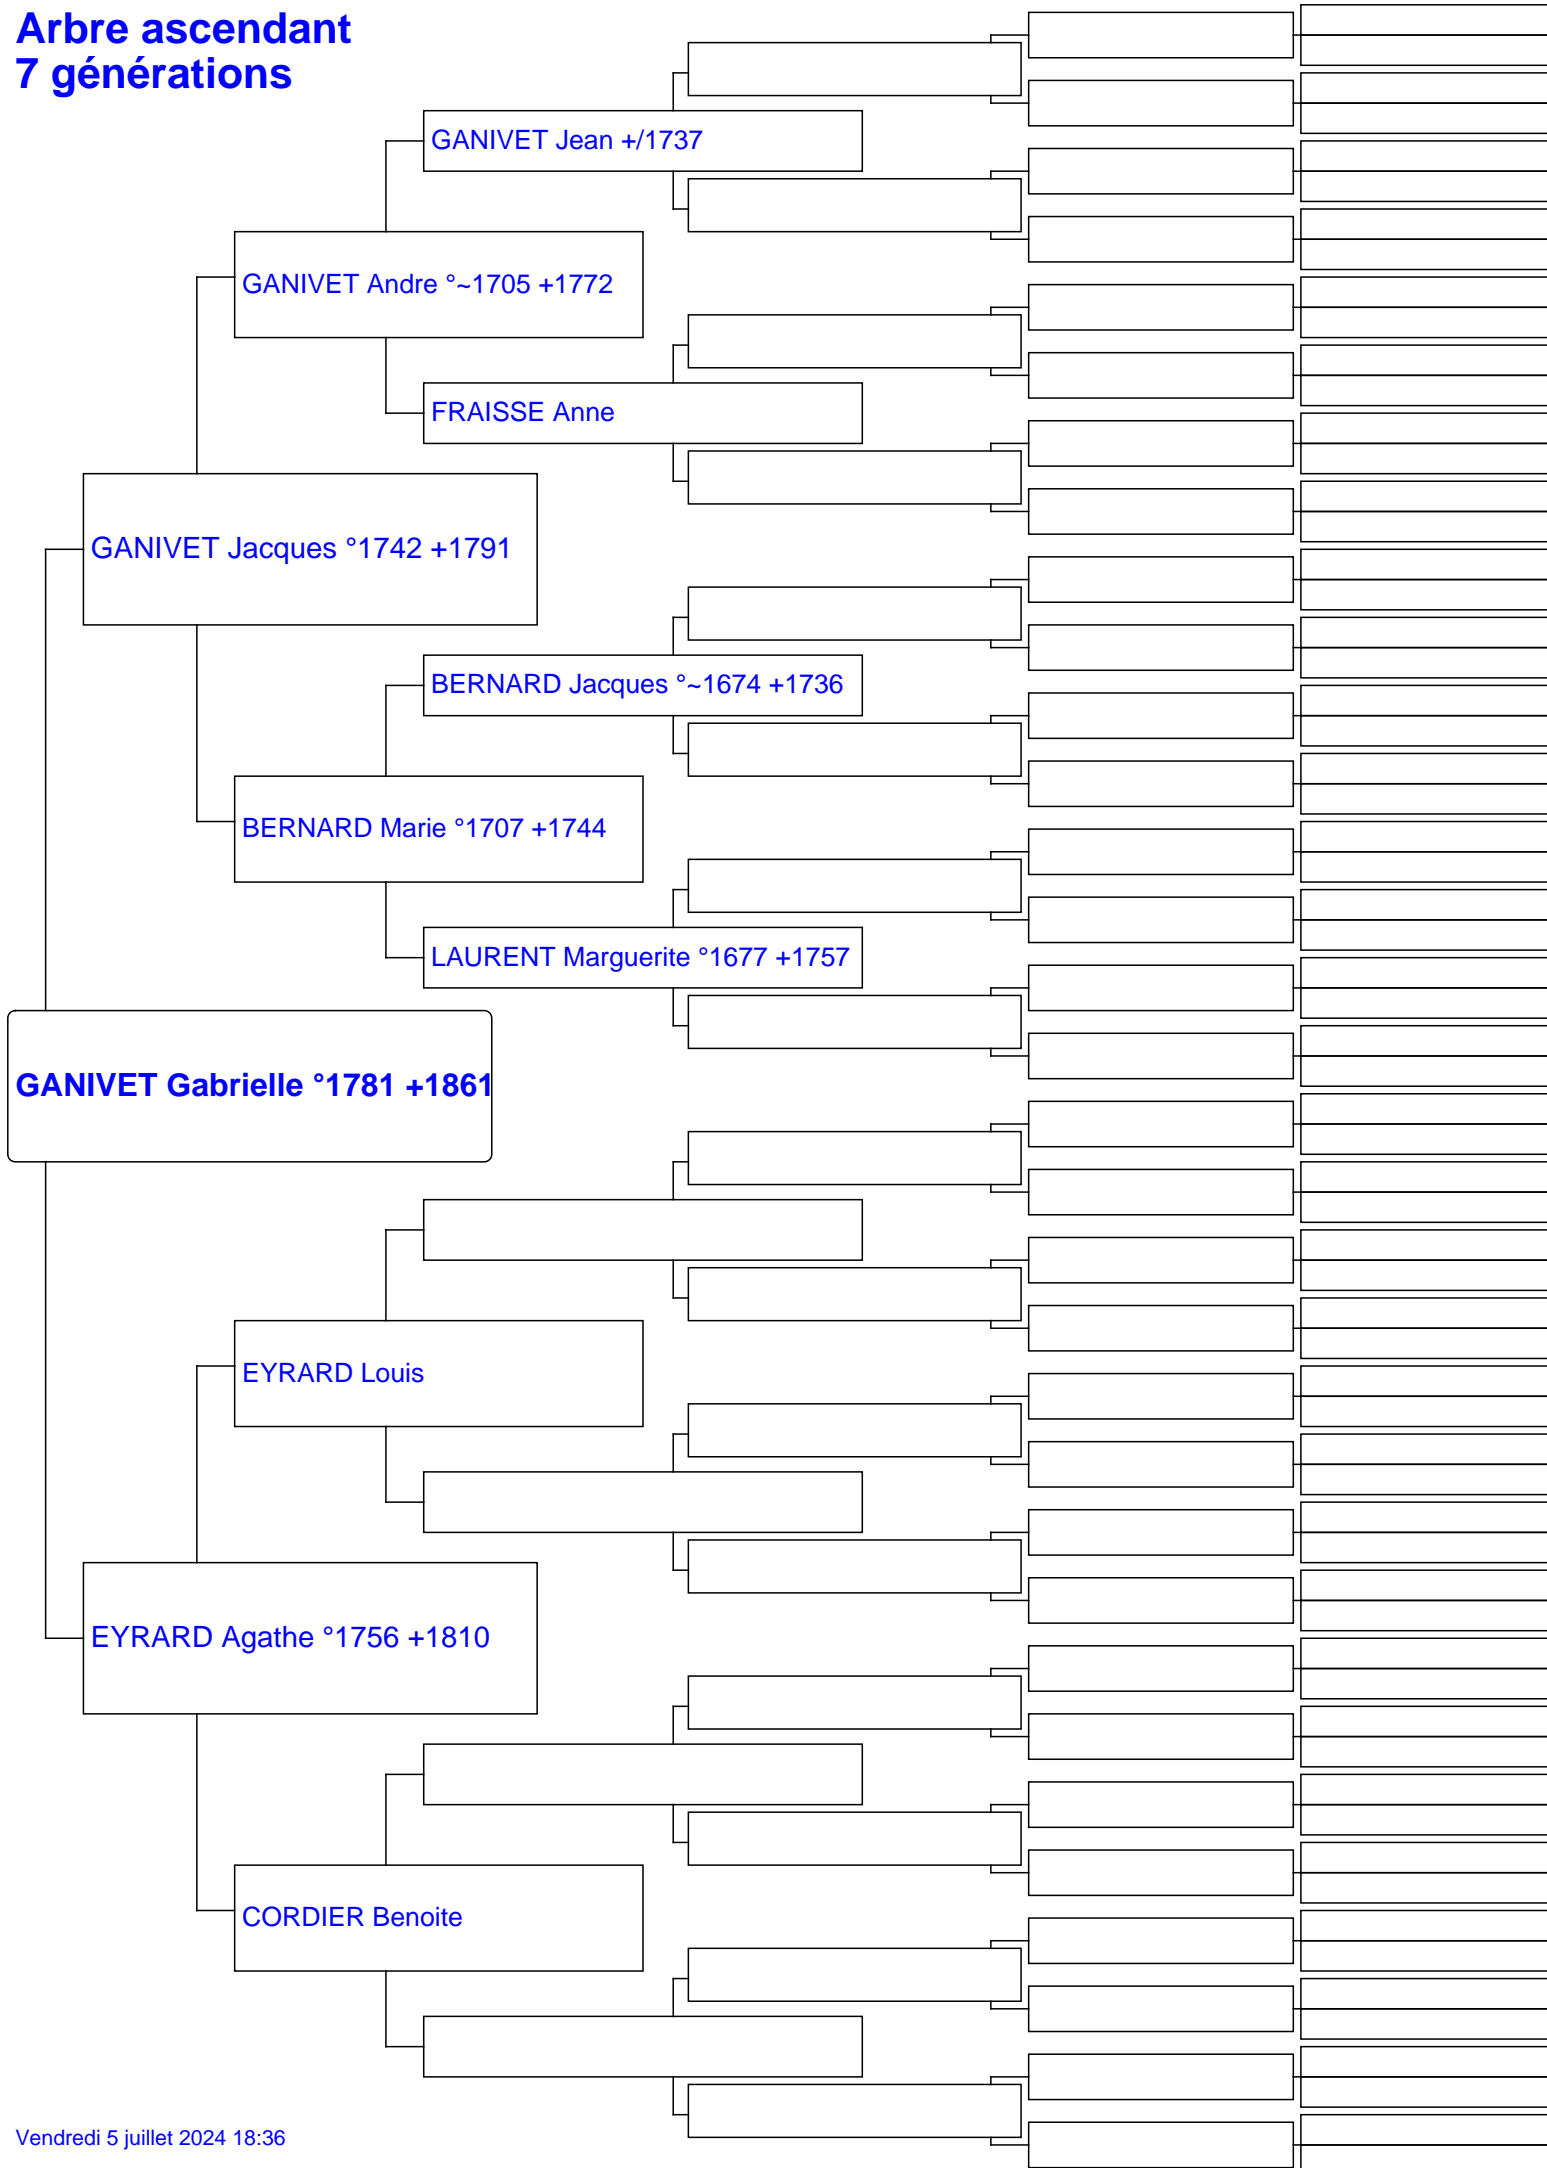 Arbre ascendant
7 générations
GANIVET Jean +/1737
GANIVET Andre °~1705 +1772
FRAISSE Anne
GANIVET Jacques °1742 +1791
BERNARD Jacques °~1674 +1736
BERNARD Marie °1707 +1744
LAURENT Marguerite °1677 +1757
GANIVET Gabrielle °1781 +1861
EYRARD Louis
EYRARD Agathe °1756 +1810
CORDIER Benoite
Vendredi 5 juillet 2024 18:36